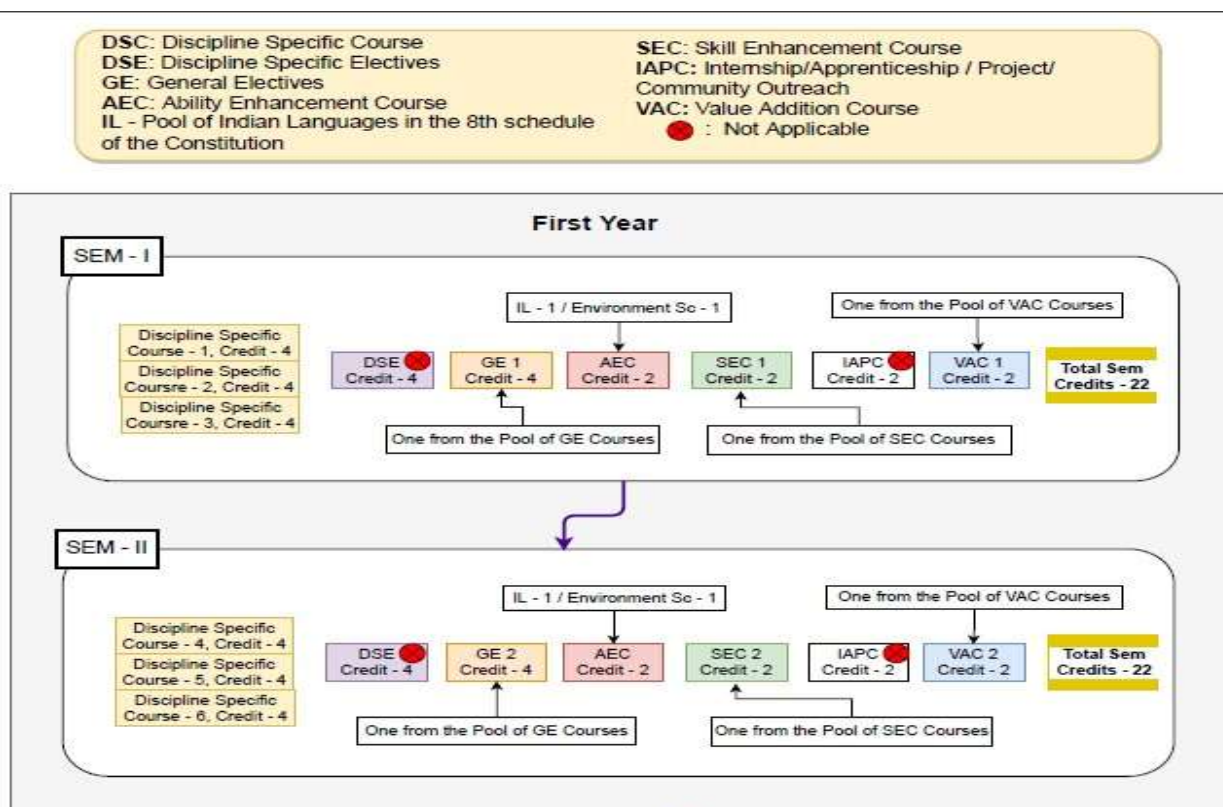 DSC: Discipline Specific Course
DSE: Discipline Specific Electives
GE: General Electives
AEC: Ability Enhancement Course
IL - Pool of Indian Languages in the 8th schedule
of the Constitution
SEC: Skill Enhancement Course
IAPC: Internship/Apprenticeship / Project/
Community Outreach
VAC: Value Addition Course
: Not Applicable
First Year
SEM - I
IL - 1 / Environment Sc - 1
One from the Pool of VAC Courses
Discipline Specific
Course - 1, Credit - 4
Discipline Specific
Coursre - 2, Credit - 4
Discipline Specific
Coursre - 3, Credit - 4
DSE
Credit - 4
GE 1
Credit - 4
AEC
Credit - 2
SEC 1
Credit - 2
IAPC
Credit - 2
VAC 1
Credit - 2
Total Sem
Credits - 22
One from the Pool of GE Courses
One from the Pool of SEC Courses
SEM - II
IL - 1 / Environment Sc - 1
One from the Pool of VAC Courses
Discipline Specific
Course - 4, Credit - 4
Discipline Specific
Course - 5, Credit - 4
Discipline Specific
Course - 6, Credit - 4
DSE
Credit - 4
GE 2
Credit - 4
AEC
Credit - 2
SEC 2
Credit - 2
IAPC
Credit - 2
VAC 2
Credit - 2
Total Sem
Credits - 22
One from the Pool of GE Courses
One from the Pool of SEC Courses